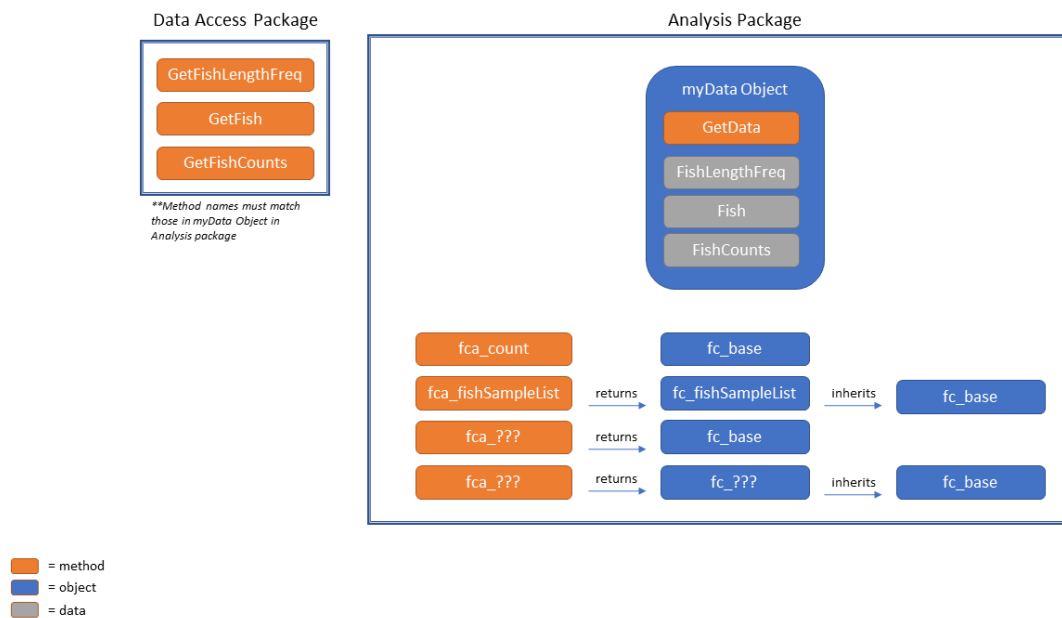 Data Access Package
GetFishLengthFreq
GetFish
GetFishCounts
**Method names must match
those in myData Object in
Analysis package
Analysis Package
myData Object
GetData
FishLengthFreq
Fish
FishCounts
fca_count
fc_base
fca_fishSampleList
returns
fc_fishSampleList
inherits
fc_base
fca_???
returns
fc_base
fca_???
returns
fc_???
inherits
fc_base
= method
= object
= data